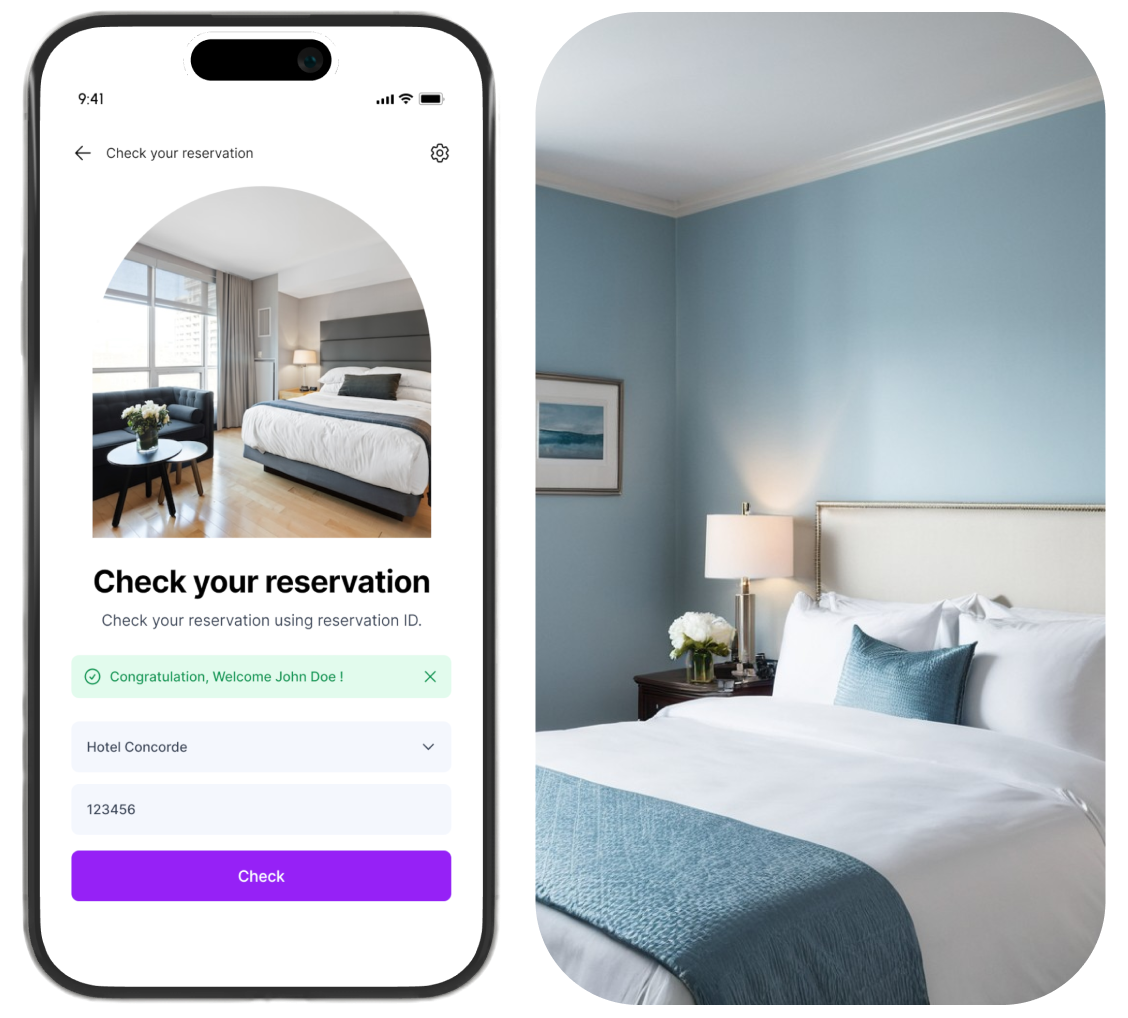 9:41
Check your reservation
Check your reservation
Check your reservation using reservation ID.
Congratulation, Welcome John Doe !
Hotel Concorde
123456
Check